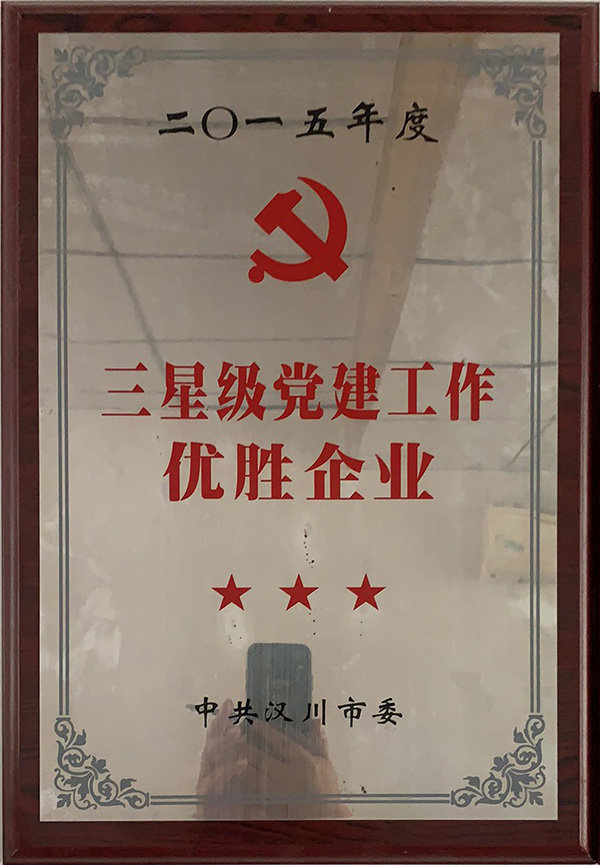 二〇一五年度
三星级党建工作
优胜企业
中共汉川市委